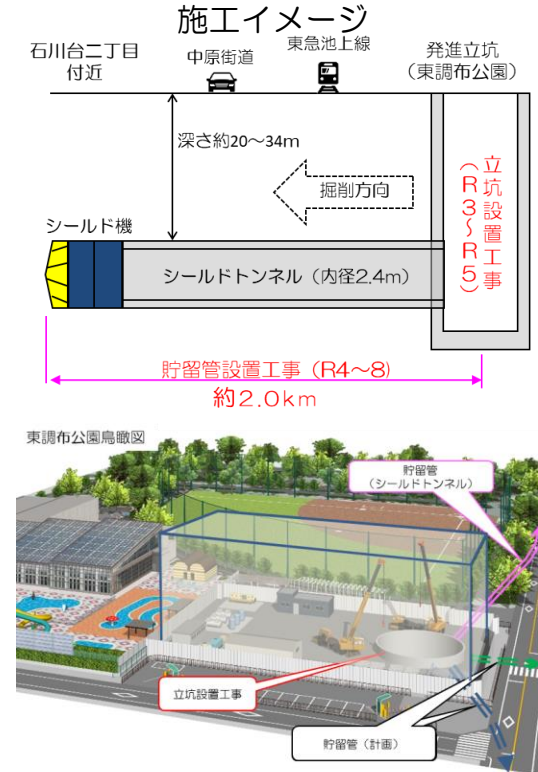 施工イメージ
石川台二丁目
付近
中原街道
東急池上線
発進立坑
(東調布公園)
深さ約20～34m
掘削方向
立坑設置工事
(R3～R5)
シールド機
シールドトンネル（内径2.4m）
貯留管設置工事（R4～8）
約2.0km
東調布公園鳥瞰図
貯留管
（シールドトンネル）
立坑設置工事
貯留管（計画）